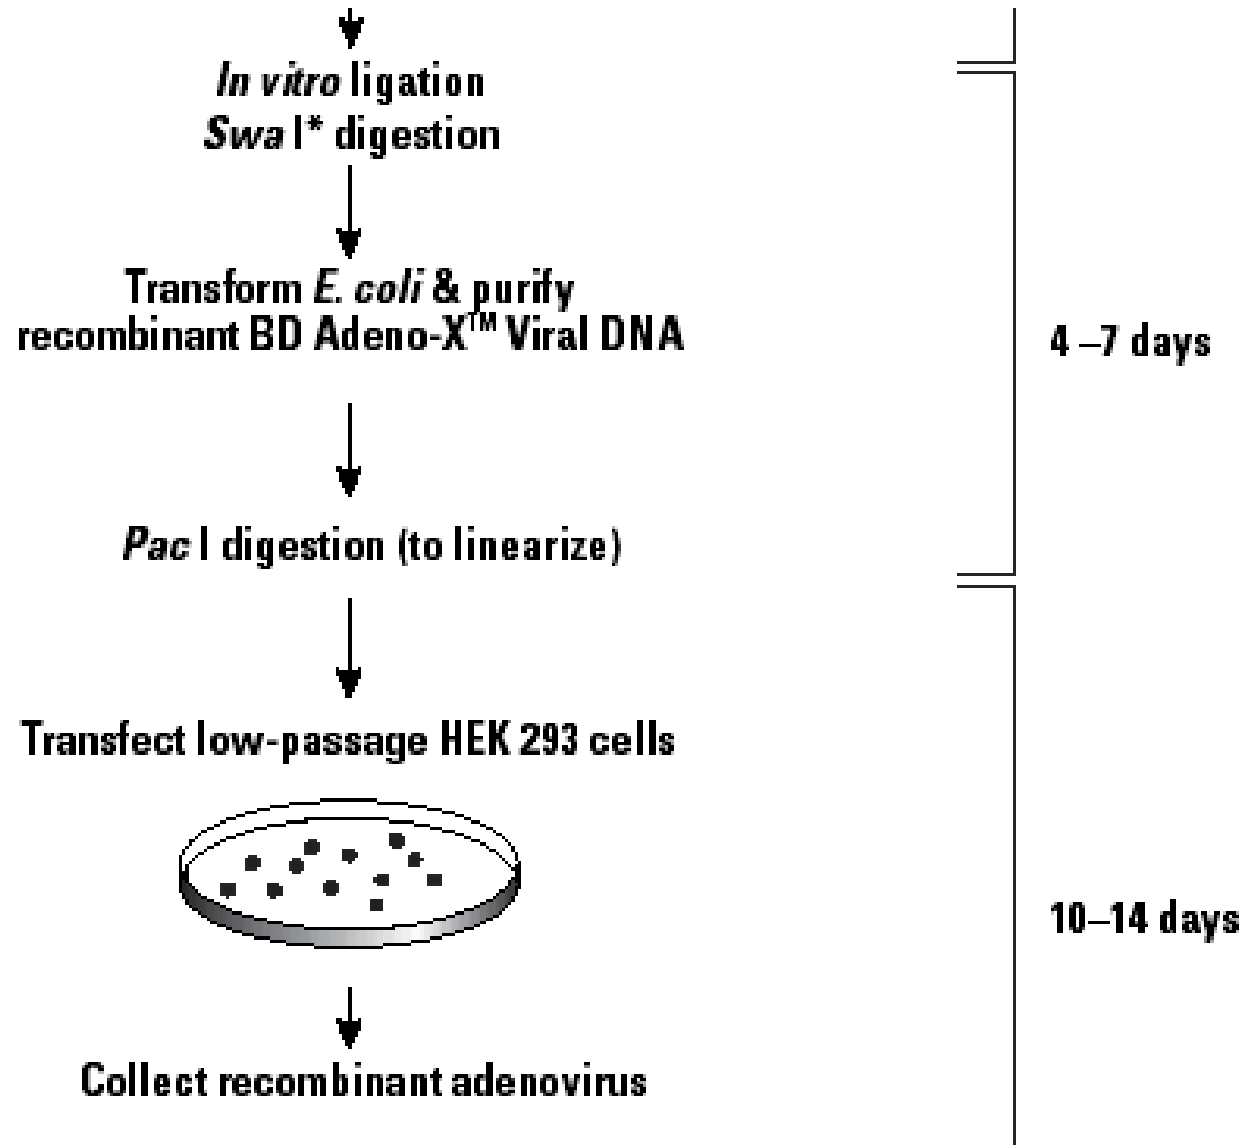 In vitro ligation
Swa I* digestion
Transform E. coli & purify
recombinant BD Adeno-X™ Viral DNA
4 –7 days
Pac I digestion (to linearize)
Transfect low-passage HEK 293 cells
10–14 days
Collect recombinant adenovirus